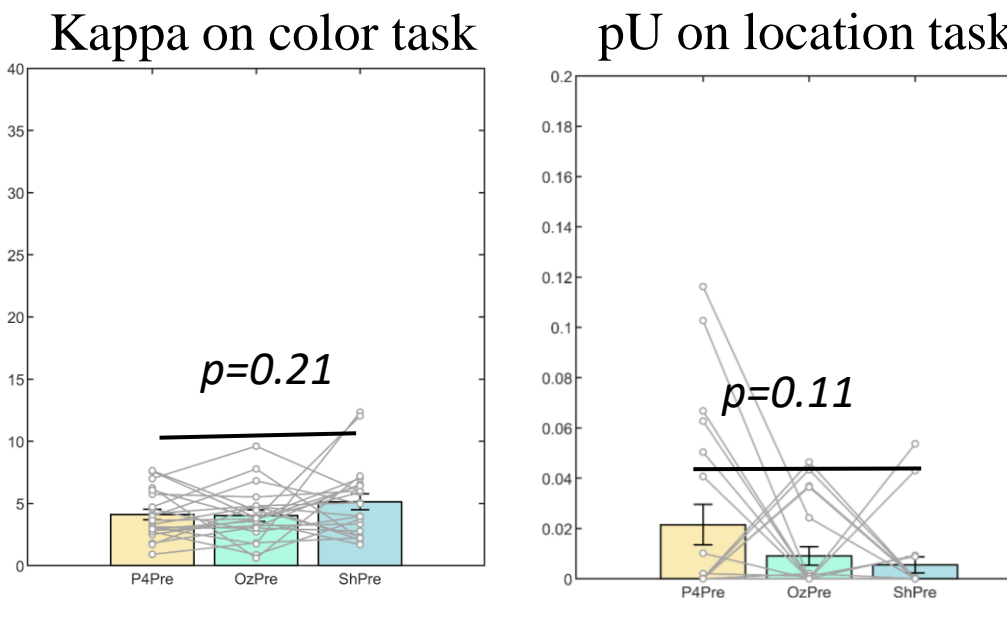 Kappa on color task
40
35
30
25
20
15
10
5
0
p=0.21
P4Pre
OzPre
ShPre
pU on location task
0.2
0.18
0.16
0.14
0.12
0.1
0.08
0.06
0.04
0.02
0
p=0.11
P4Pre
OzPre
ShPre